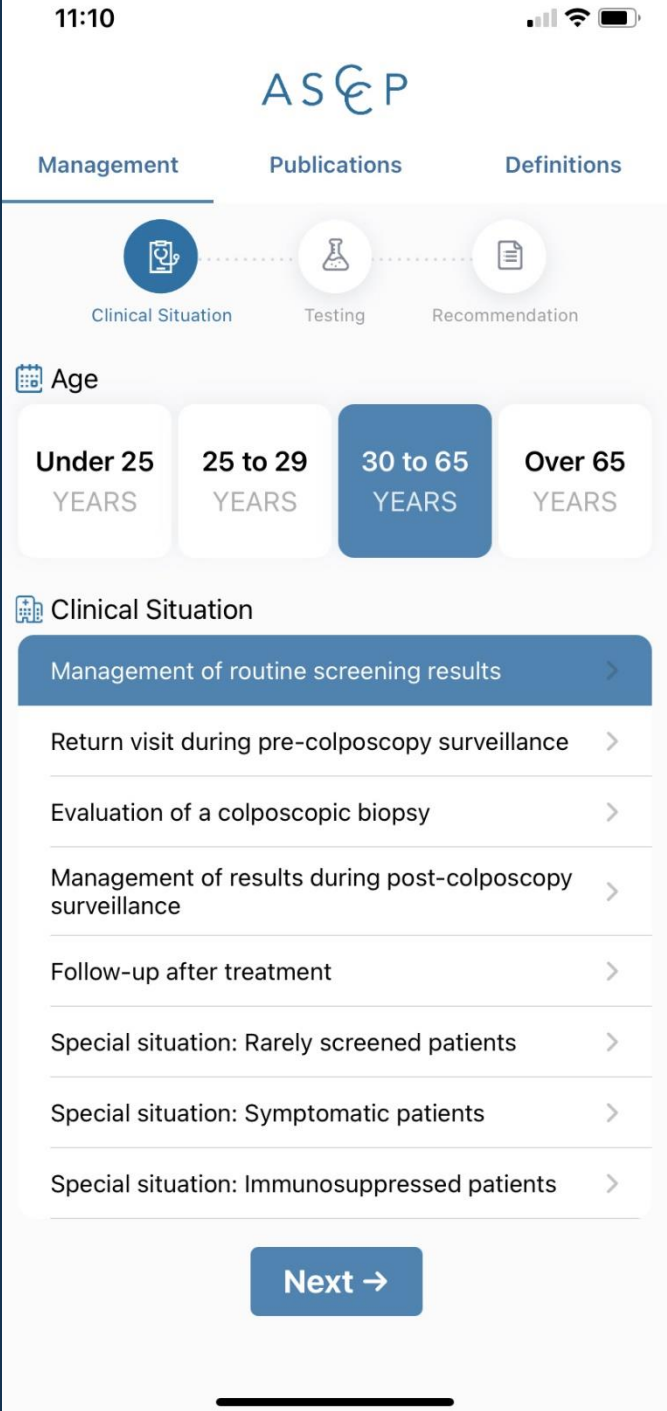 11:10
ASCCP
Management Publications Definitions
Clinical Situation Testing Recommendation
Age
Under 25 25 to 29 30 to 65 Over 65
YEARS YEARS YEARS YEARS
Clinical Situation
Management of routine screening results
Return visit during pre-colposcopy surveillance
Evaluation of a colposcopic biopsy
Management of results during post-colposcopy
surveillance
Follow-up after treatment
Special situation: Rarely screened patients
Special situation: Symptomatic patients
Special situation: Immunosuppressed patients
Next →